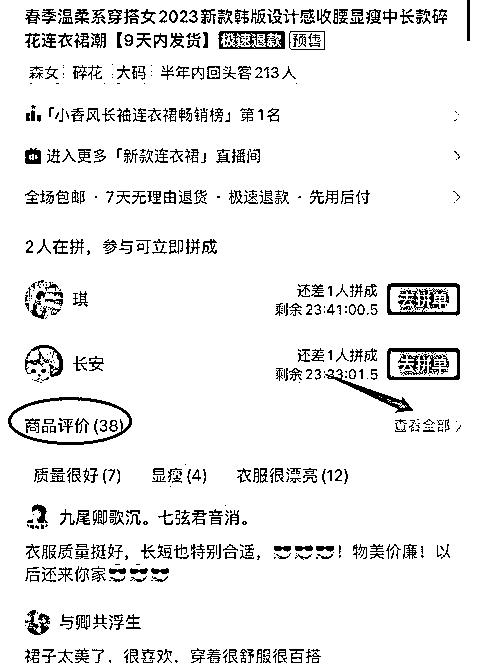 春季温柔系穿搭女2023新款韩版设计感收腰显瘦中长款碎
花连衣裙潮【9天内发货】极速退款 预售
森女 碎花 大码 半年内回头客213人
「小香风长袖连衣裙畅销榜」第1名
进入更多「新款连衣裙」直播间
全场包邮 · 7天无理由退货 · 极速退款 · 先用后付
2人在拼，参与可立即拼成
琪
还差1人拼成
剩余23:41:00.5
去拼单
长安
还差1人拼成
剩余23:33:01.5
去拼单
商品评价(38)
查看全部
质量很好(7) 显瘦(4) 衣服很漂亮(12)
九尾卿歌沉。七弦君音消。
衣服质量挺好，长短也特别合适，😎😎😎！物美价廉！以
后还来你家😎😎😎
与卿共浮生
裙子太美了，很喜欢，穿着很舒服很百搭